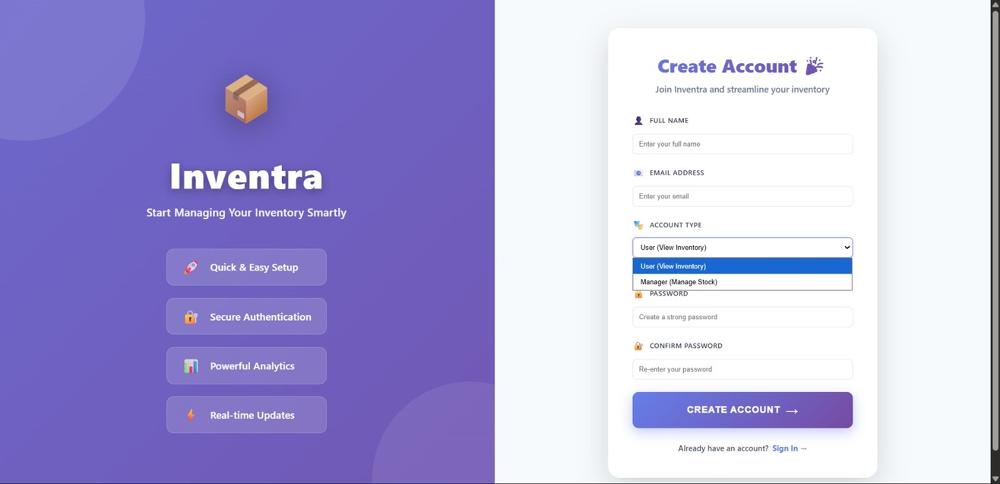 Inventra
Start Managing Your Inventory Smartly
Quick & Easy Setup
Secure Authentication
Powerful Analytics
Real-time Updates
Create Account
Join Inventra and streamline your inventory
FULL NAME
Enter your full name
EMAIL ADDRESS
Enter your email
ACCOUNT TYPE
User (View Inventory)
User (View Inventory)
Manager (Manage Stock)
PASSWORD
Create a strong password
CONFIRM PASSWORD
Re-enter your password
CREATE ACCOUNT →
Already have an account? Sign In →